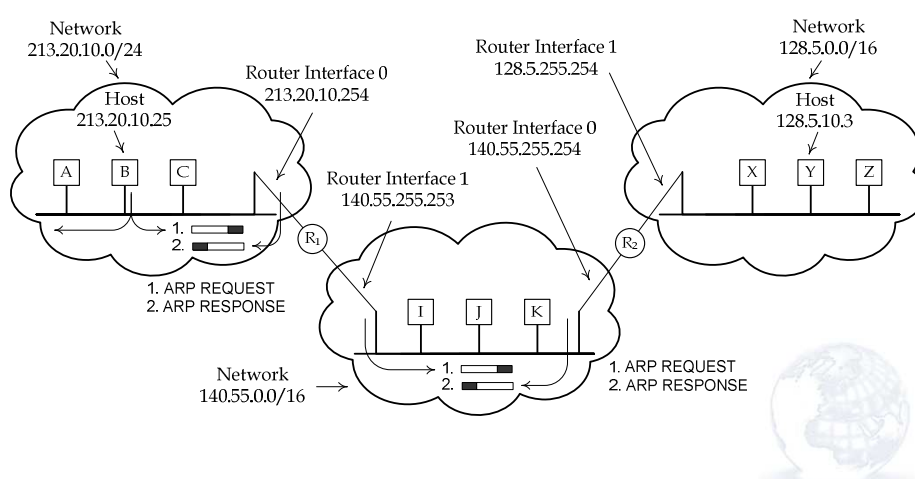 Network
213.20.10.0/24
Host
213.20.10.25
Router Interface 0
213.20.10.254
A
B
C
R₁
1.
2.
1. ARP REQUEST
2. ARP RESPONSE
Router Interface 1
140.55.255.253
Router Interface 0
140.55.255.254
Router Interface 1
128.5.255.254
R₂
I
J
K
1.
2.
1. ARP REQUEST
2. ARP RESPONSE
Network
140.55.0.0/16
Network
128.5.0.0/16
Host
128.5.10.3
X
Y
Z